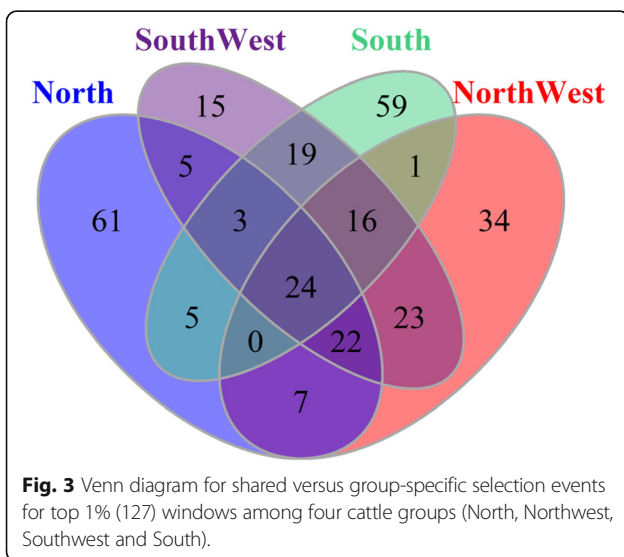 SouthWest
South
North
NorthWest
15
59
5
19
1
61
3
16
34
24
5
0
22
23
7
Fig. 3 Venn diagram for shared versus group-specific selection events
for top 1% (127) windows among four cattle groups (North, Northwest,
Southwest and South).